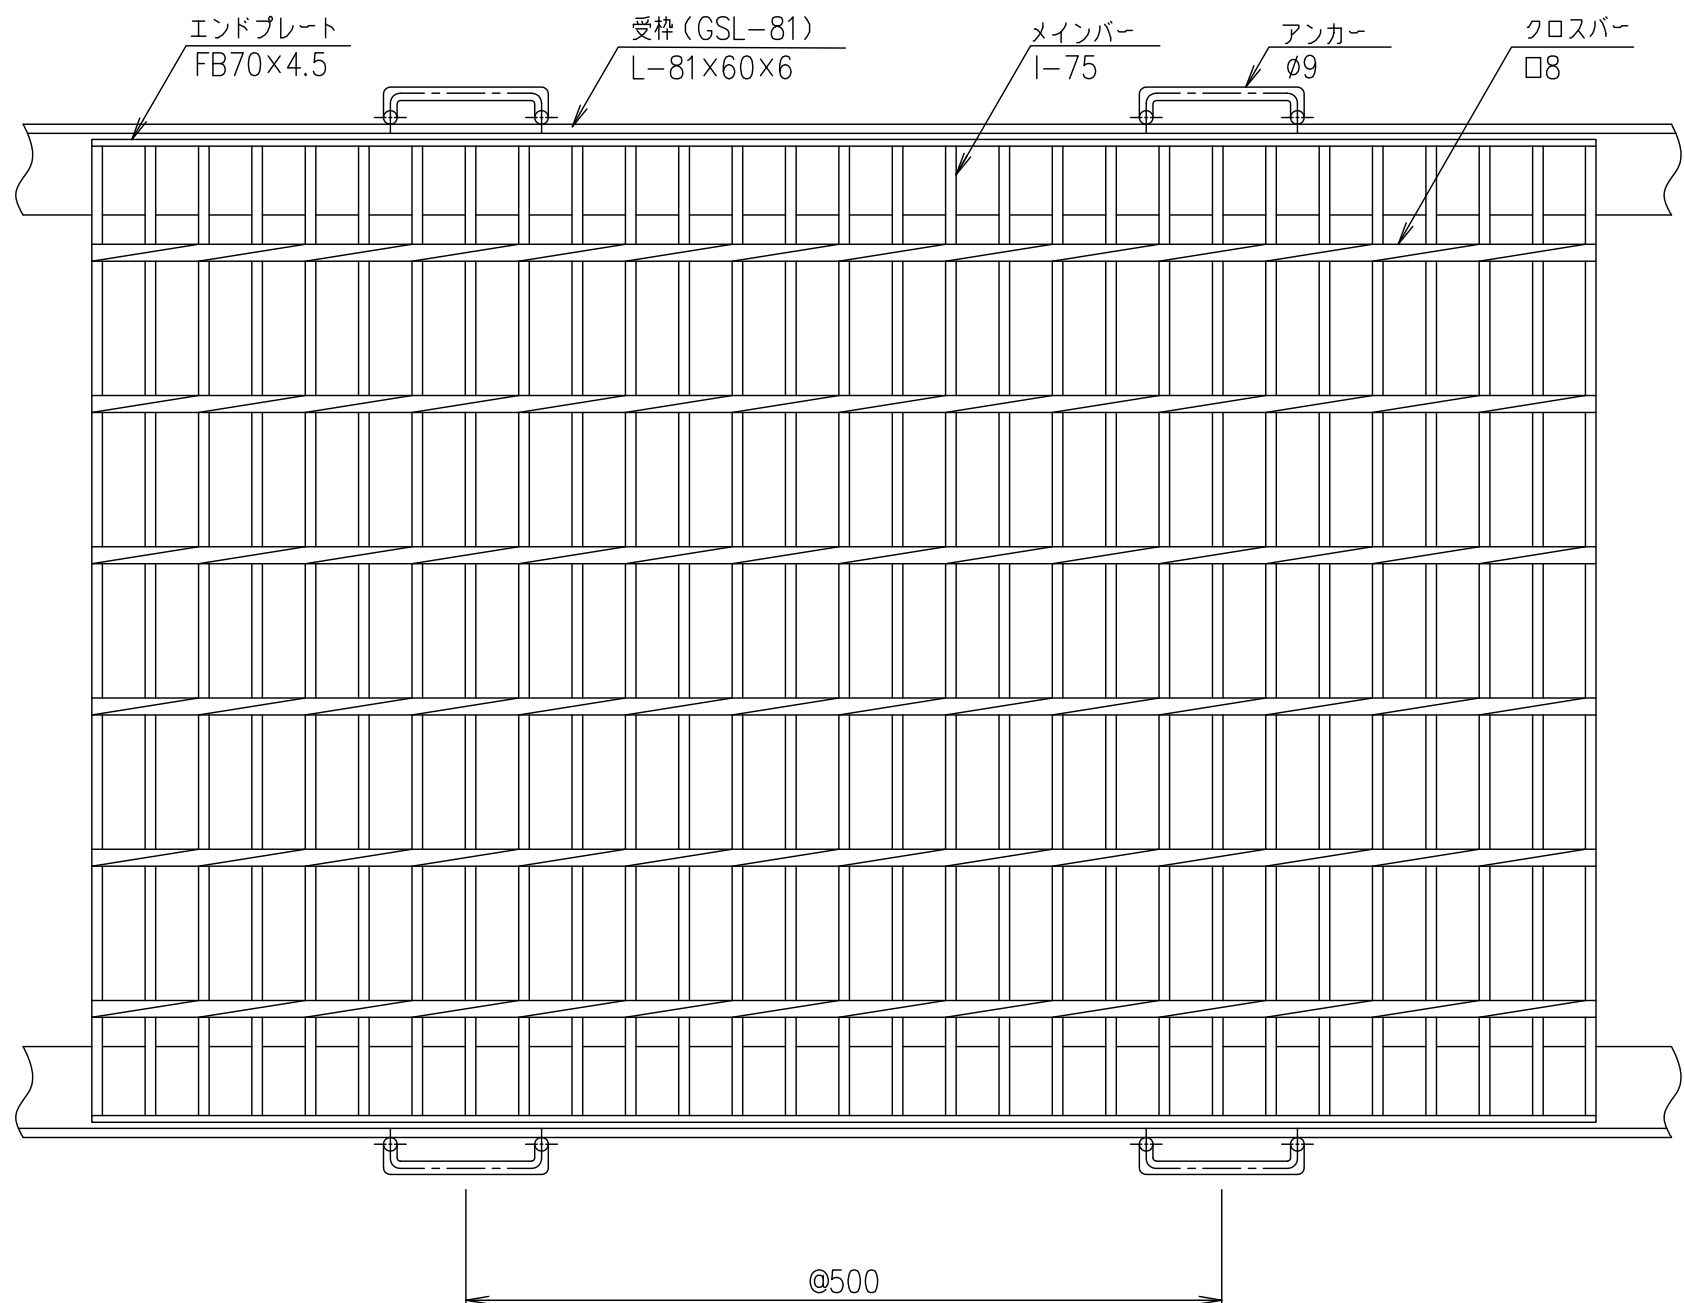 エンドプレート
FB70×4.5
受枠(GSL-81)
L-81×60×6
メインバー
I-75
アンカー
ø9
クロスバー
□8
@500